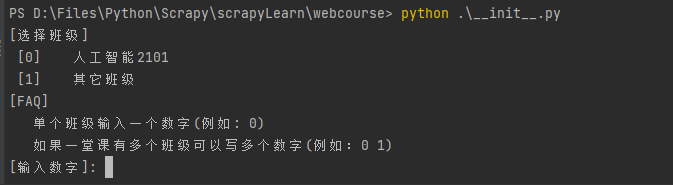 PS D:\Files\Python\Scrapy\scrapyLearn\webcourse> python .\__init__.py
[选择班级]
[0] 人工智能2101
[1] 其它班级
[FAQ]
单个班级输入一个数字(例如: 0)
如果一堂课有多个班级可以写多个数字(例如: 0 1)
[输入数字]: